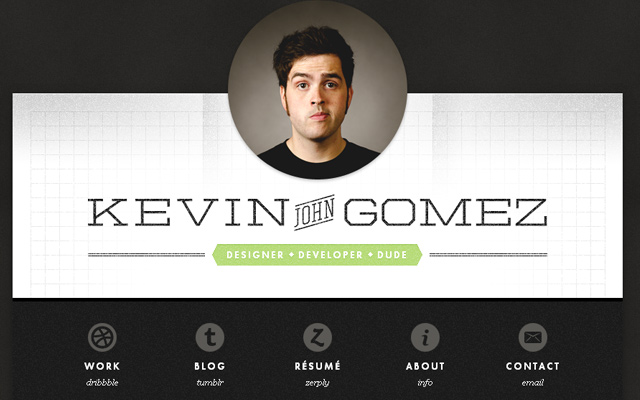 KEVIN JOHN GOMEZ
DESIGNER • DEVELOPER • DUDE
WORK BLOG RÉSUMÉ ABOUT CONTACT
dribbble tumblr zerply info email